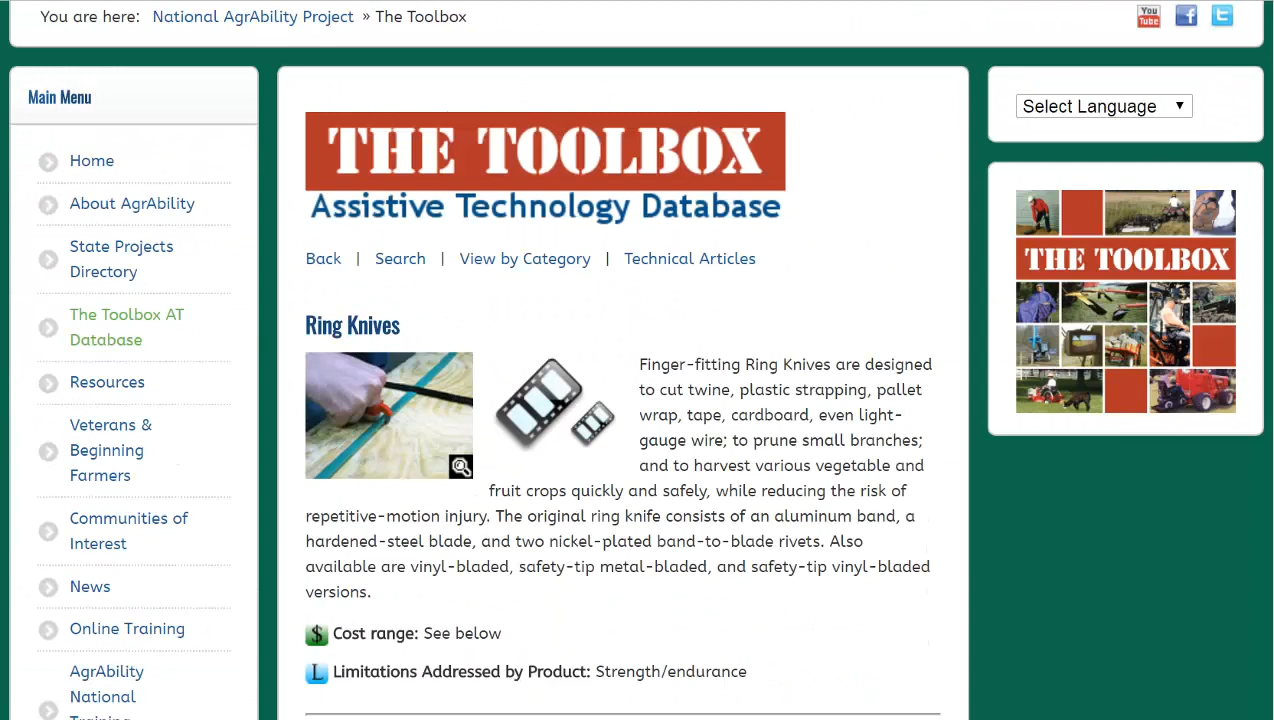 You are here: National AgrAbility Project » The Toolbox
You Tube
Main Menu
Home
About AgrAbility
State Projects
Directory
The Toolbox AT
Database
Resources
Veterans &
Beginning
Farmers
Communities of
Interest
News
Online Training
AgrAbility
National
THE TOOLBOX
Assistive Technology Database
Back | Search | View by Category | Technical Articles
Ring Knives
Finger-fitting Ring Knives are designed
to cut twine, plastic strapping, pallet
wrap, tape, cardboard, even light-
gauge wire; to prune small branches;
and to harvest various vegetable and
fruit crops quickly and safely, while reducing the risk of
repetitive-motion injury. The original ring knife consists of an aluminum band, a
hardened-steel blade, and two nickel-plated band-to-blade rivets. Also
available are vinyl-bladed, safety-tip metal-bladed, and safety-tip vinyl-bladed
versions.
$ Cost range: See below
L Limitations Addressed by Product: Strength/endurance
Select Language
THE TOOLBOX